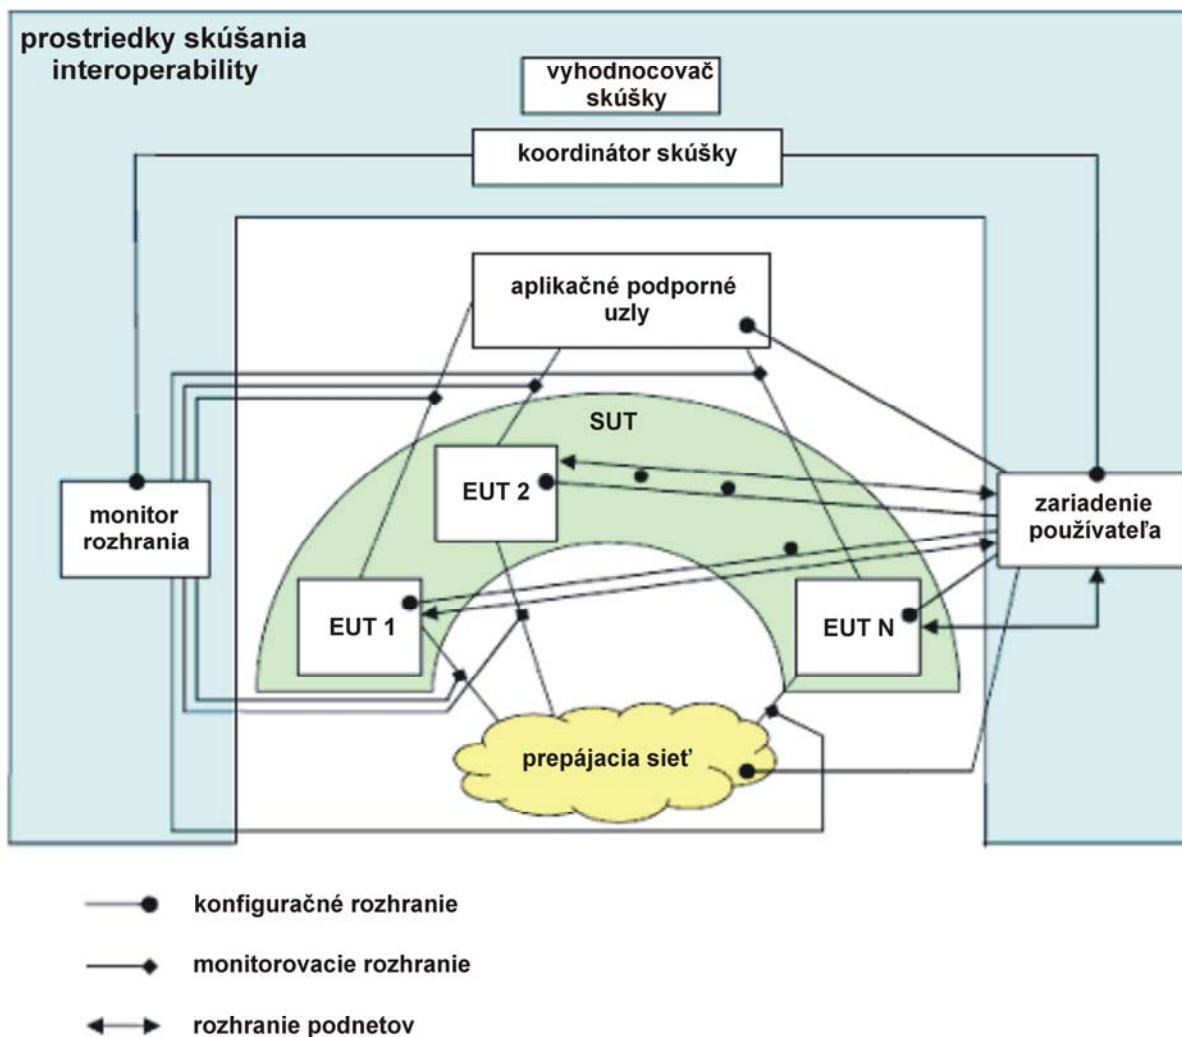 prostriedky skúšania
interoperability
vyhodnocovač
skúšky
koordinátor skúšky
aplikačné podporné
uzly
SUT
EUT 2
monitor
rozhrania
zariadenie
používateľa
EUT 1
EUT N
prepájacia sieť
konfiguračné rozhranie
monitorovacie rozhranie
rozhranie podnetov